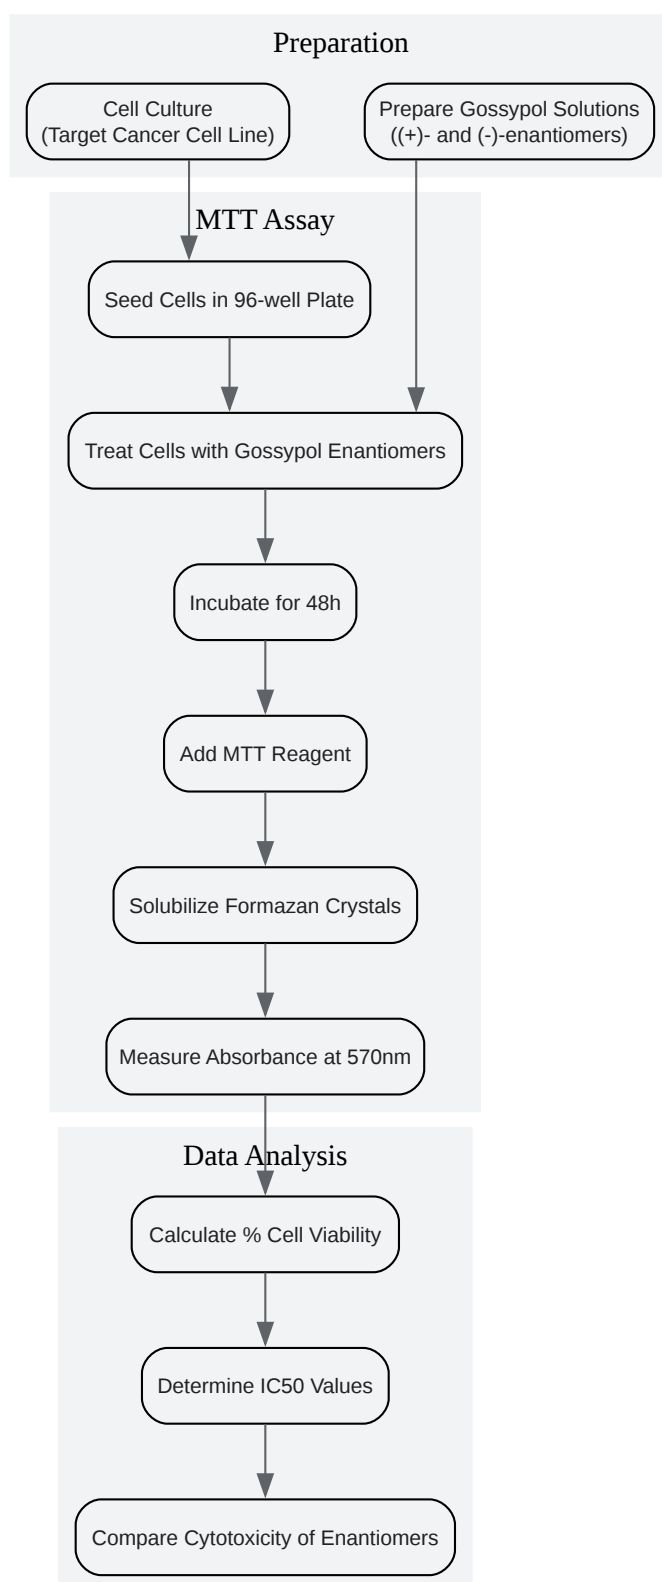 Preparation
Cell Culture
(Target Cancer Cell Line)
Prepare Gossypol Solutions
((+)- and (-)-enantiomers)
MTT Assay
Seed Cells in 96-well Plate
Treat Cells with Gossypol Enantiomers
Incubate for 48h
Add MTT Reagent
Solubilize Formazan Crystals
Measure Absorbance at 570nm
Data Analysis
Calculate % Cell Viability
Determine IC50 Values
Compare Cytotoxicity of Enantiomers